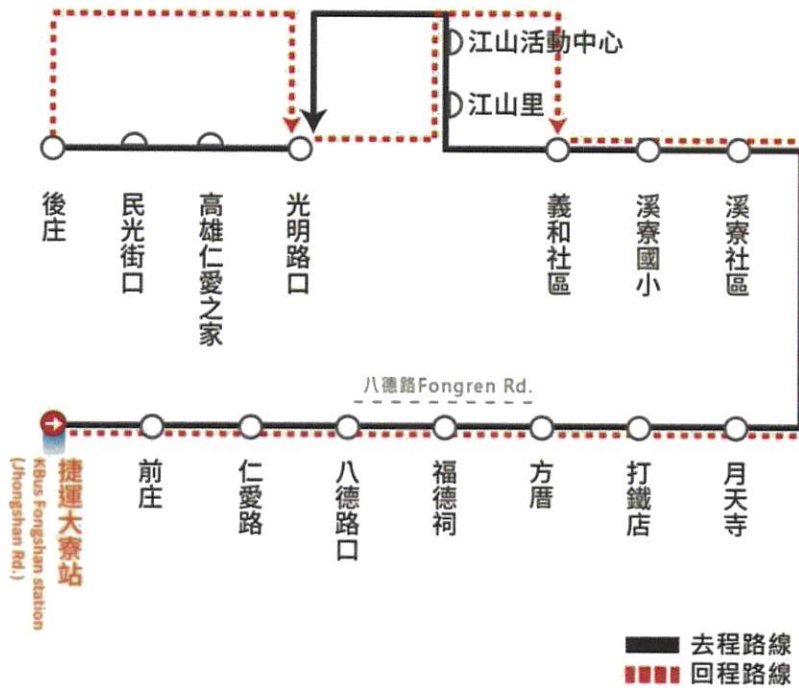 江山活動中心
江山里
後庄
民光街口
高雄仁愛之家
光明路口
義和社區
溪寮國小
溪寮社區
八德路Fongren Rd.
捷運大寮站
KBus Fongshan station
(Jhongshan Rd.)
前庄
仁愛路
八德路口
福德祠
方厝
打鐵店
月天寺
去程路線
回程路線